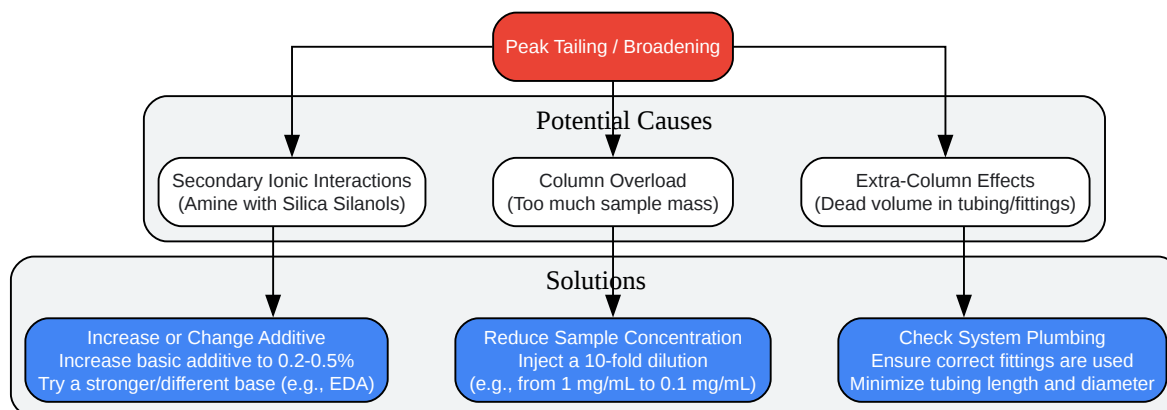 Peak Tailing / Broadening
Potential Causes
Secondary Ionic Interactions
(Amine with Silica Silanols)
Column Overload
(Too much sample mass)
Extra-Column Effects
(Dead volume in tubing/fittings)
Solutions
Increase or Change Additive
Increase basic additive to 0.2-0.5%
Try a stronger/different base (e.g., EDA)
Reduce Sample Concentration
Inject a 10-fold dilution
(e.g., from 1 mg/mL to 0.1 mg/mL)
Check System Plumbing
Ensure correct fittings are used
Minimize tubing length and diameter